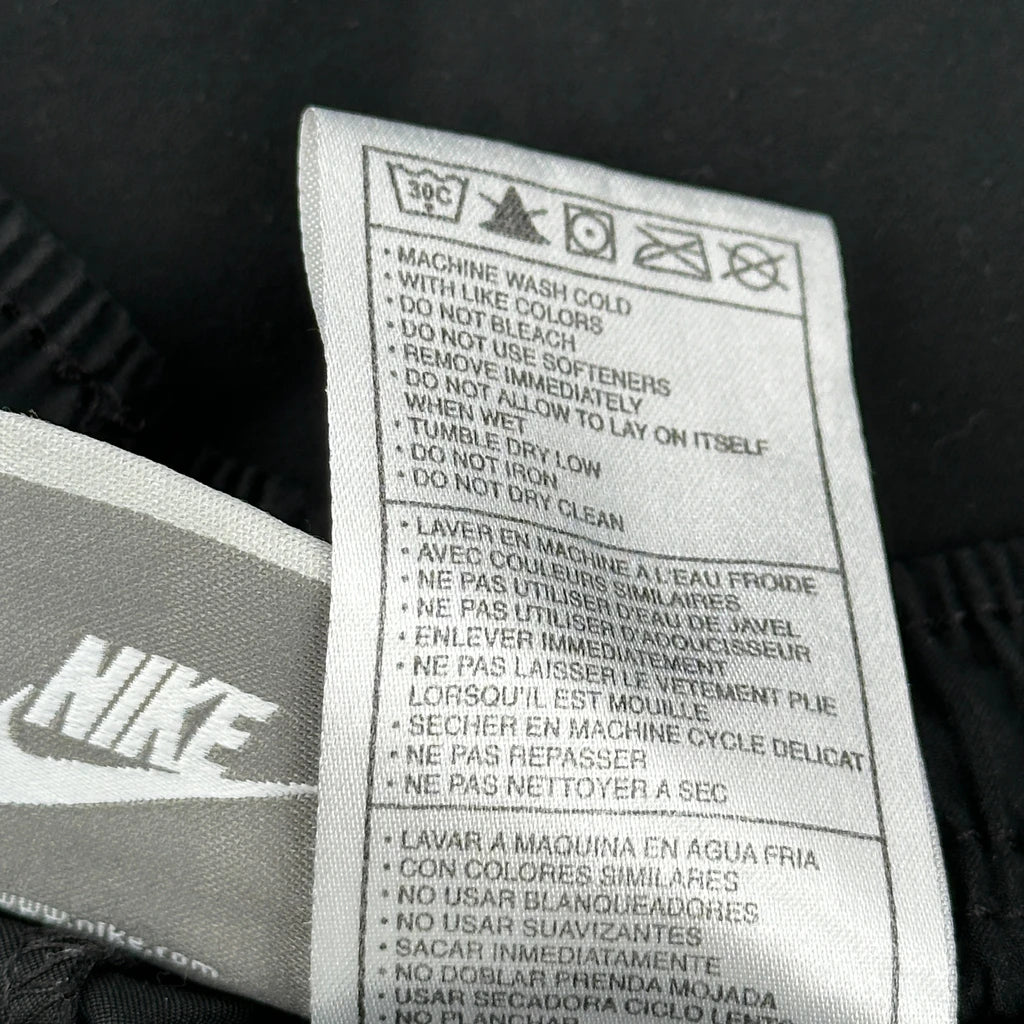 30C
• MACHINE WASH COLD
• WITH LIKE COLORS
• DO NOT BLEACH
• DO NOT USE SOFTENERS
• REMOVE IMMEDIATELY
• DO NOT ALLOW TO LAY ON ITSELF
WHEN WET
• TUMBLE DRY LOW
• DO NOT IRON
• DO NOT DRY CLEAN
• LAVER EN MACHINE A L'EAU FROIDE
• AVEC COULEURS SIMILAIRES
• NE PAS UTILISER D'EAU DE JAVEL
• NE PAS UTILISER D'ADOUCISSEUR
• ENLEVER IMMEDIATEMENT
• NE PAS LAISSER LE VETEMENT PLIE
LORSQU'IL EST MOUILLE
• SECHER EN MACHINE CYCLE DELICAT
• NE PAS REPASSER
• NE PAS NETTOYER A SEC
• LAVAR A MAQUINA EN AGUA FRIA
• CON COLORES SIMILARES
• NO USAR BLANQUEADORES
• NO USAR SUAVIZANTES
• SACAR INMEDIATAMENTE
• NO DOBLAR PRENDA MOJADA
• USAR SECADORA CICLO LENTO
• NO PLANCHAR
NIKE
www.nike.com